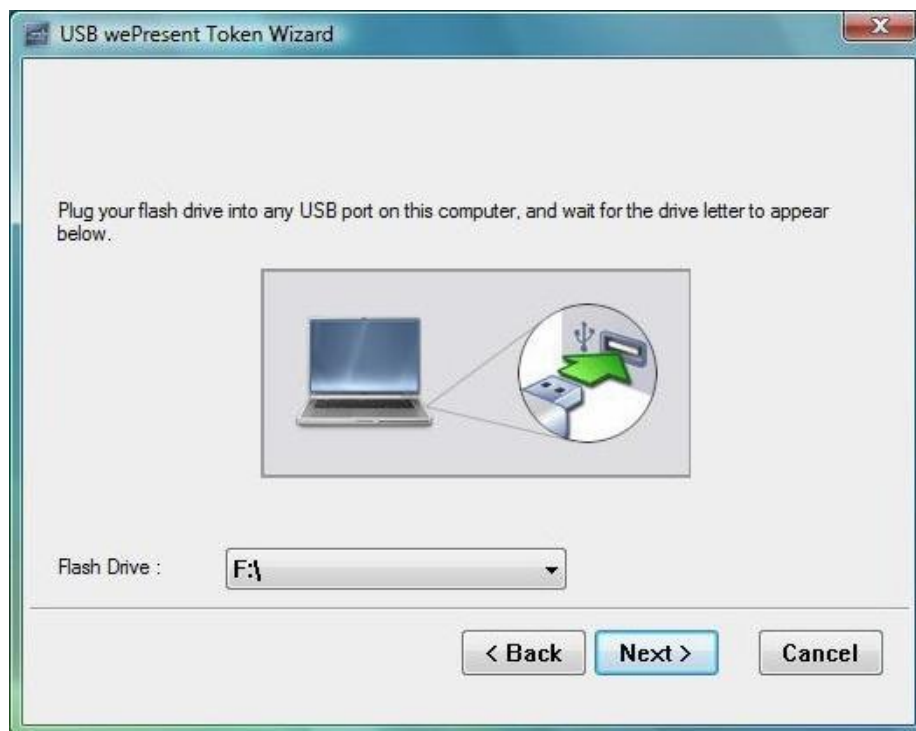 USB wePresent Token Wizard
Plug your flash drive into any USB port on this computer, and wait for the drive letter to appear
below.
Flash Drive :
F:\
< Back
Next >
Cancel